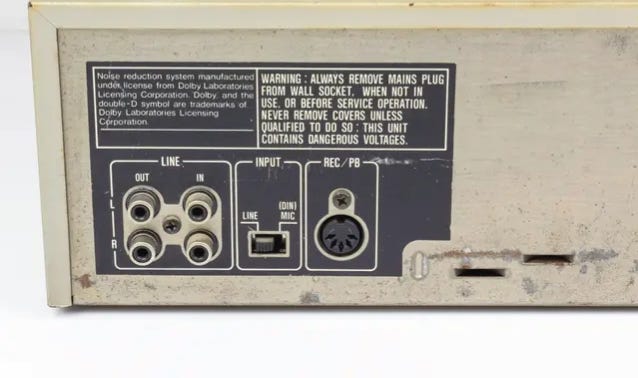 Noise reduction system manufactured
under license from Dolby Laboratories
Licensing Corporation. Dolby and the
double-D symbol are trademarks of
Dolby Laboratories Licensing
Corporation.
WARNING : ALWAYS REMOVE MAINS PLUG
FROM WALL SOCKET, WHEN NOT IN
USE, OR BEFORE SERVICE OPERATION.
NEVER REMOVE COVERS UNLESS
QUALIFIED TO DO SO : THIS UNIT
CONTAINS DANGEROUS VOLTAGES.
LINE
OUT IN
L
R
INPUT
(DIN)
LINE MIC
REC/PB